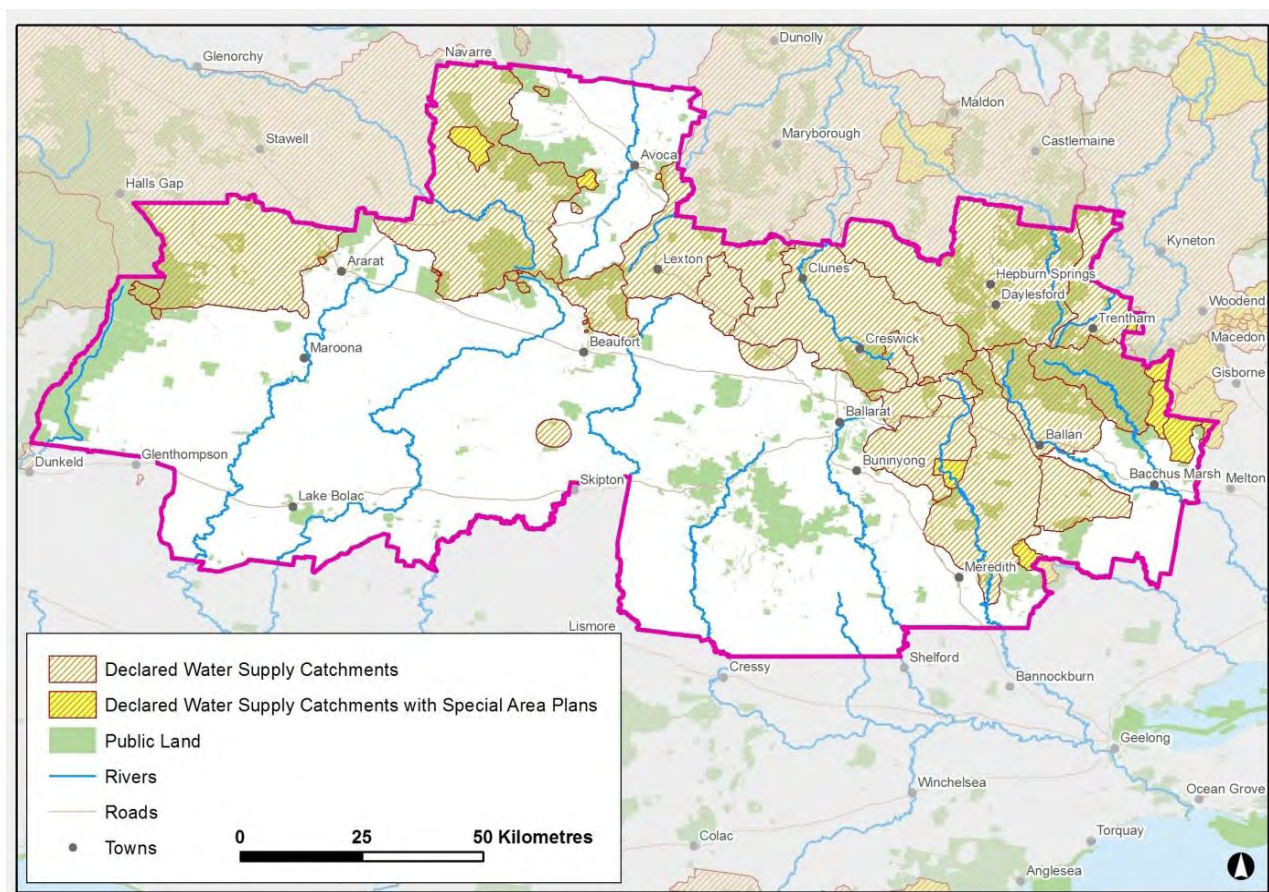 Dunolly
Navarre
Glenorchy
Maldon
Stawell
Maryborough
Castlemaine
Avoca
Halls Gap
Kyneton
Ararat
Lexton
Clunes
Hepburn Springs
Daylesford
Woodend
Trentham
Macedon
Maroona
Beaufort
Creswick
Gisborne
Ballarat
Ballan
Dunkeld
Glenthompson
Buninyong
Bacchus Marsh
Melton
Skipton
Lake Bolac
Meredith
Lismore
Cressy
Shelford
Bannockburn
Geelong
Winchelsea
Ocean Grove
Colac
Torquay
Anglesea
Declared Water Supply Catchments
Declared Water Supply Catchments with Special Area Plans
Public Land
Rivers
Roads
Towns
0 25 50 Kilometres